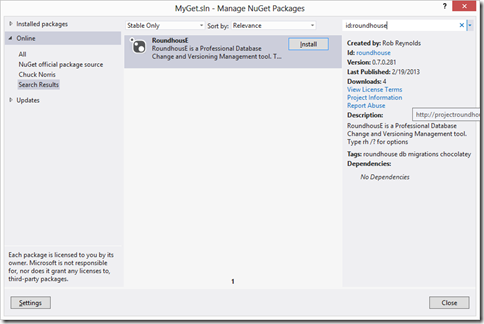 MyGet.sln - Manage NuGet Packages
Installed packages
Online
All
NuGet official package source
Chuck Norris
Search Results
Updates
Each package is licensed to you by its
owner. Microsoft is not responsible
for, nor does it grant any licenses to,
third-party packages.
Settings
Stable Only
Sort by: Relevance
RoundhousE
RoundhousE is a Professional Database
Change and Versioning Management tool. T...
Install
1
id:roundhouse
Created by: Rob Reynolds
Id: roundhouse
Version: 0.7.0.281
Last Published: 2/19/2013
Downloads: 4
View License Terms
Project Information
Report Abuse
http://projectroundhou
Description:
RoundhousE is a Professional Database
Change and Versioning Management tool.
Type rh /? for options
Tags: roundhouse db migrations chocolatey
Dependencies:
No Dependencies
Close